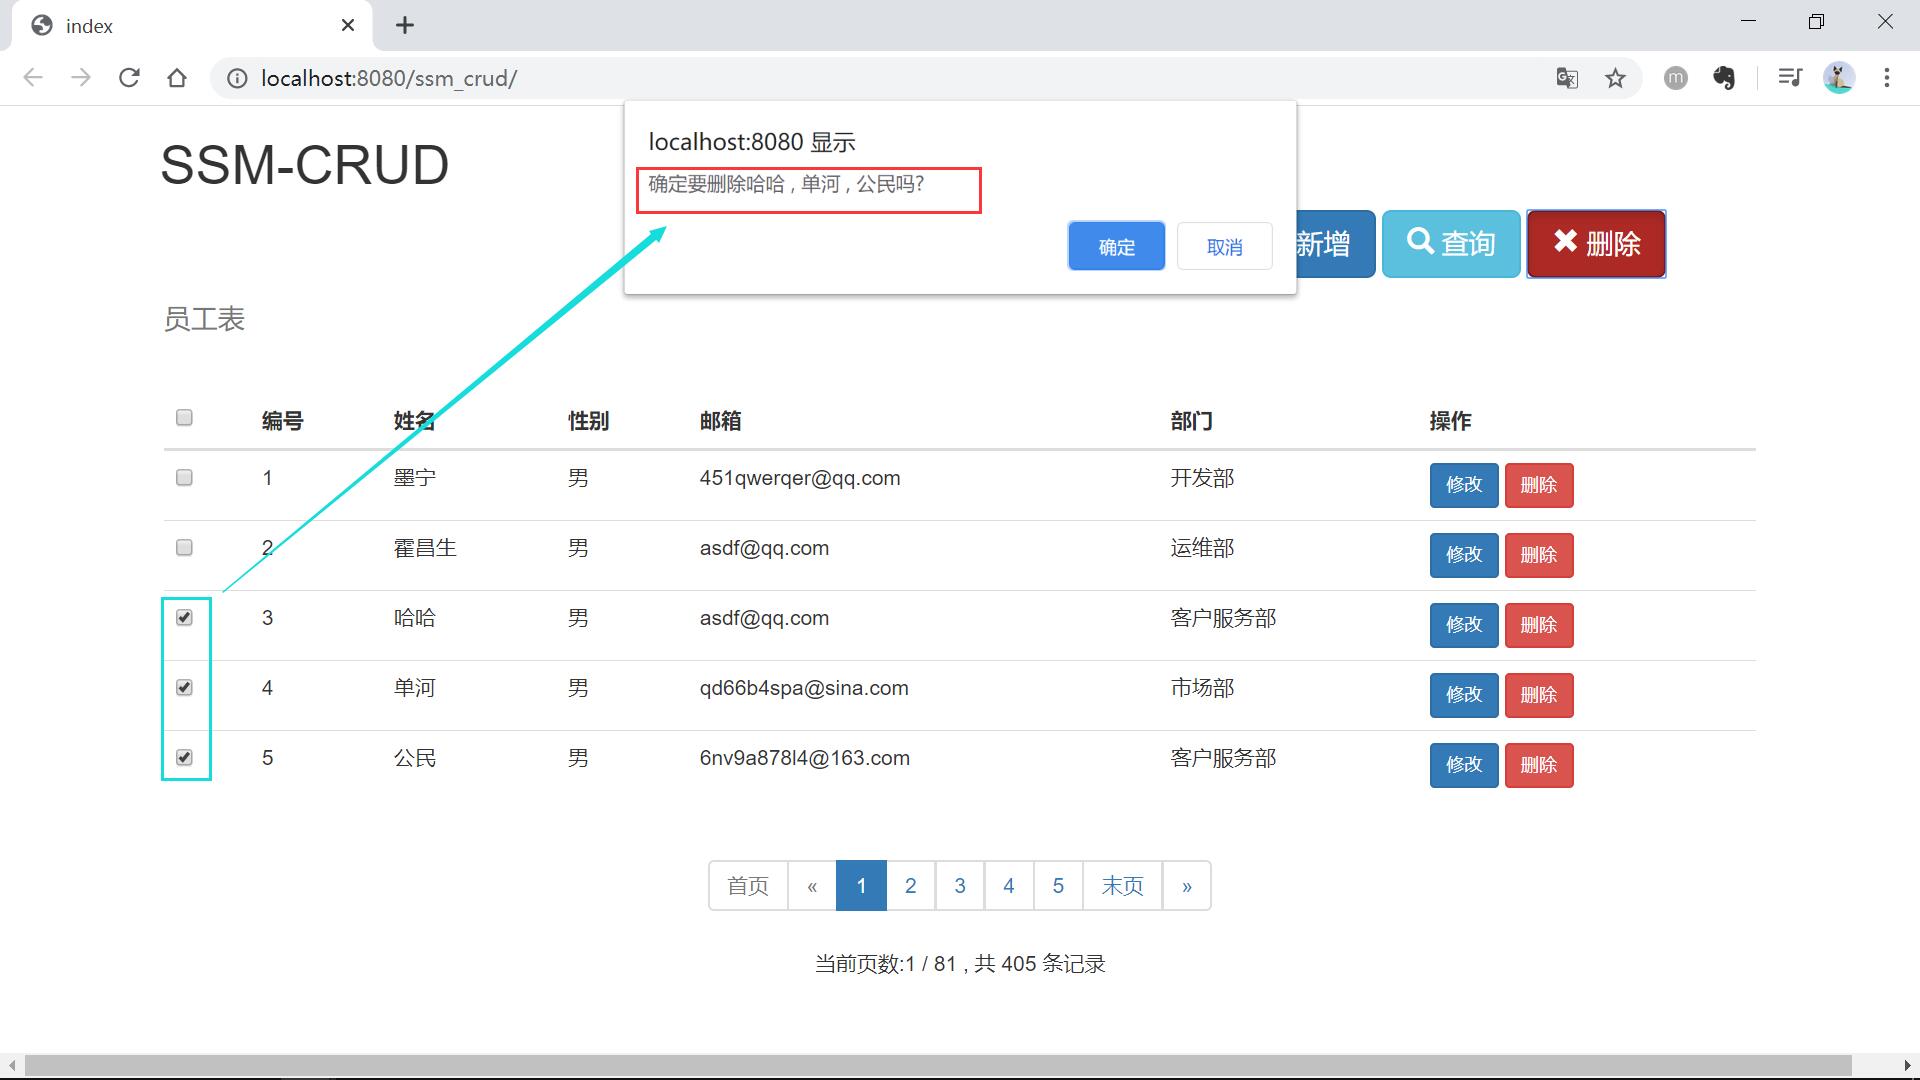 index
localhost:8080/ssm_crud/
m
localhost:8080 显示
确定要删除哈哈 , 单河 , 公民吗?
确定 取消
SSM-CRUD
新增 查询 删除
员工表
编号 姓名 性别 邮箱 部门 操作
1 墨宁 男 451qwerqer@qq.com 开发部 修改 删除
2 霍昌生 男 asdf@qq.com 运维部 修改 删除
3 哈哈 男 asdf@qq.com 客户服务部 修改 删除
4 单河 男 qd66b4spa@sina.com 市场部 修改 删除
5 公民 男 6nv9a878l4@163.com 客户服务部 修改 删除
首页 « 1 2 3 4 5 末页 »
当前页数:1 / 81 , 共 405 条记录